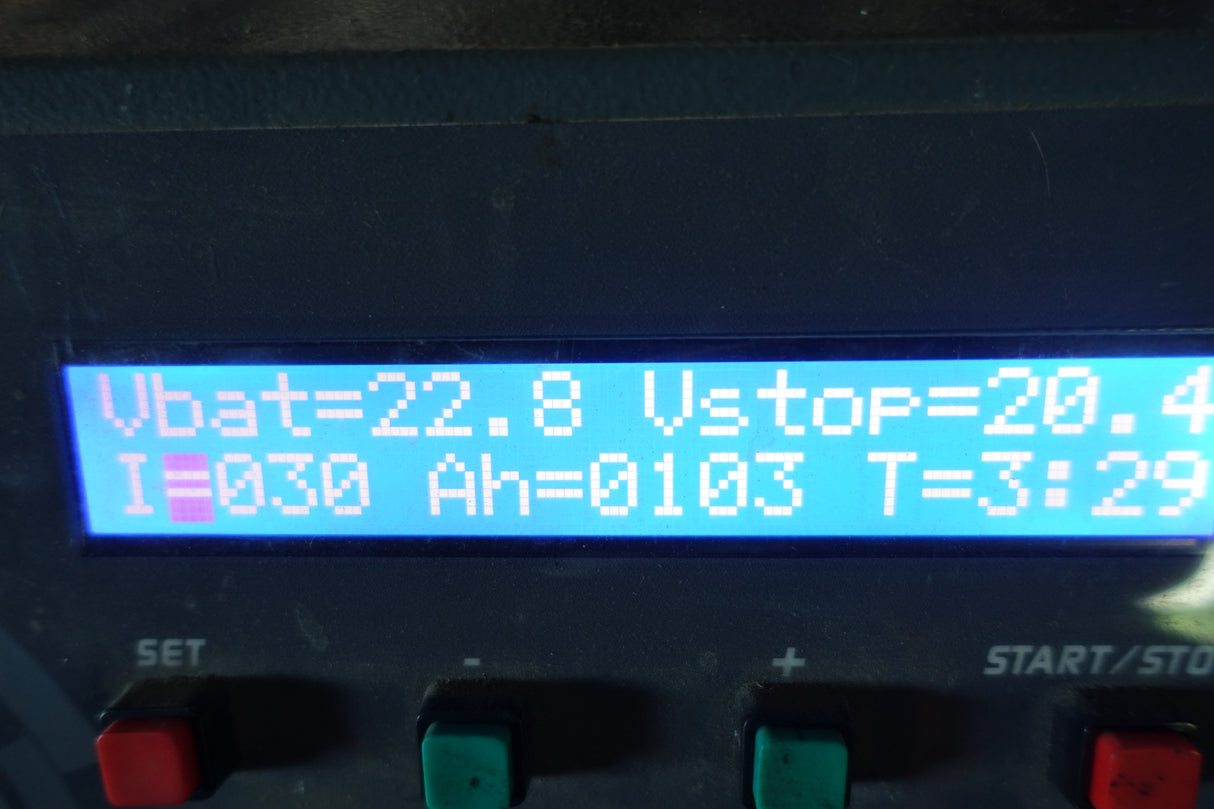 Vbat=22.8 Vstop=20.4
I=030 Ah=0103 T=3:29
SET - + START/STO